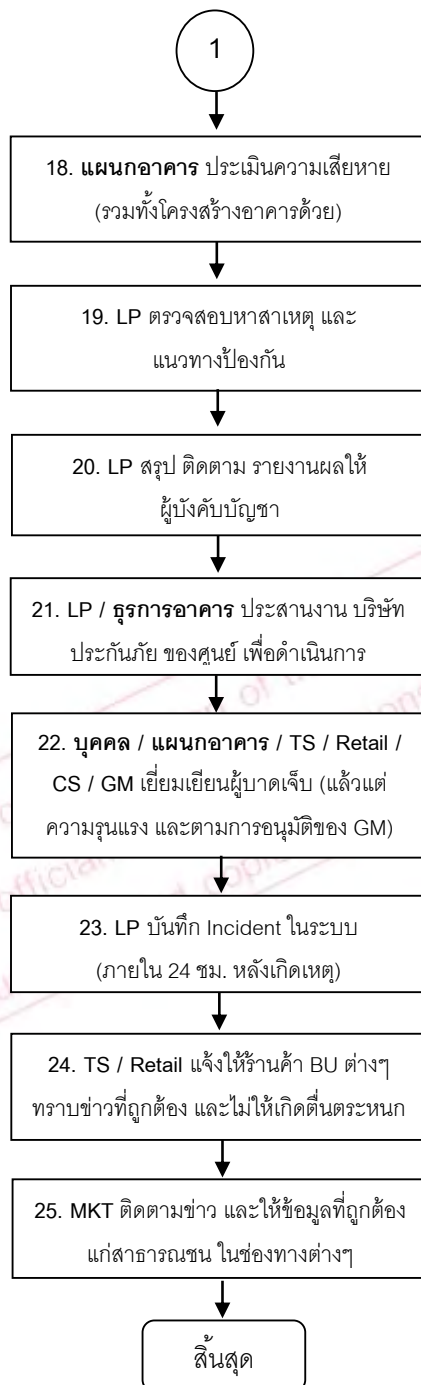 1
18. แผนกอาคาร ประเมินความเสียหาย
(รวมทั้งโครงสร้างอาคารด้วย)
19. LP ตรวจสอบหาสาเหตุ และ
แนวทางป้องกัน
20. LP สรุป ติดตาม รายงานผลให้
ผู้บังคับบัญชา
21. LP / ธุรการอาคาร ประสานงาน บริษัท
ประกันภัย ของศูนย์ เพื่อดำเนินการ
22. บุคคล / แผนกอาคาร / TS / Retail /
CS / GM เยี่ยมเยียนผู้บาดเจ็บ (แล้วแต่
ความรุนแรง และตามการอนุมัติของ GM)
23. LP บันทึก Incident ในระบบ
(ภายใน 24 ชม. หลังเกิดเหตุ)
24. TS / Retail แจ้งให้ร้านค้า BU ต่างๆ
ทราบข่าวที่ถูกต้อง และไม่ให้เกิดตื่นตระหนก
25. MKT ติดตามข่าว และให้ข้อมูลที่ถูกต้อง
แก่สาธารณชน ในช่องทางต่างๆ
สิ้นสุด